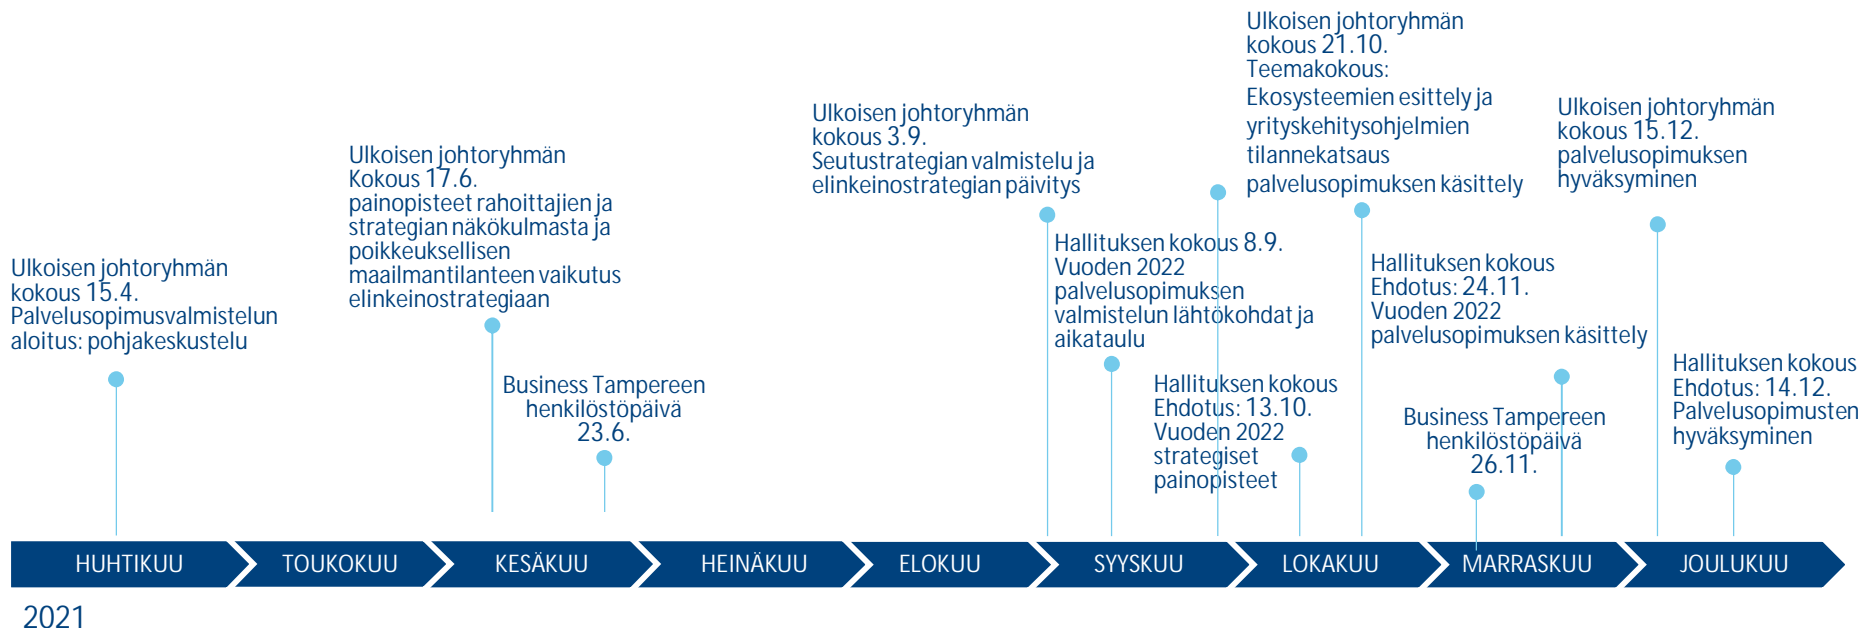 Ulkoisen johtoryhmän
kokous 15.4.
Palvelusopimusvalmistelun
aloitus: pohjakeskustelu
Ulkoisen johtoryhmän
Kokous 17.6.
painopisteet rahoittajien ja
strategian näkökulmasta ja
poikkeuksellisen
maailmantilanteen vaikutus
elinkeinostrategiaan
Business Tampereen
henkilöstöpäivä
23.6.
Ulkoisen johtoryhmän
kokous 3.9.
Seutustrategian valmistelu ja
elinkeinostrategian päivitys
Hallituksen kokous 8.9.
Vuoden 2022
palvelusopimuksen
valmistelun lähtökohdat ja
aikataulu
Hallituksen kokous
Ehdotus: 13.10.
Vuoden 2022
strategiset
painopisteet
Ulkoisen johtoryhmän
kokous 21.10.
Teemakokous:
Ekosysteemien esittely ja
yrityskehitysohjelmien
tilannekatsaus
palvelusopimuksen käsittely
Hallituksen kokous
Ehdotus: 24.11.
Vuoden 2022
palvelusopimuksen käsittely
Business Tampereen
henkilöstöpäivä
26.11.
Ulkoisen johtoryhmän
kokous 15.12.
palvelusopimuksen
hyväksyminen
Hallituksen kokous
Ehdotus: 14.12.
Palvelusopimusten
hyväksyminen
HUHTIKUU
TOUKOKUU
KESÄKUU
HEINÄKUU
ELOKUU
SYYSKUU
LOKAKUU
MARRASKUU
JOULUKUU
2021